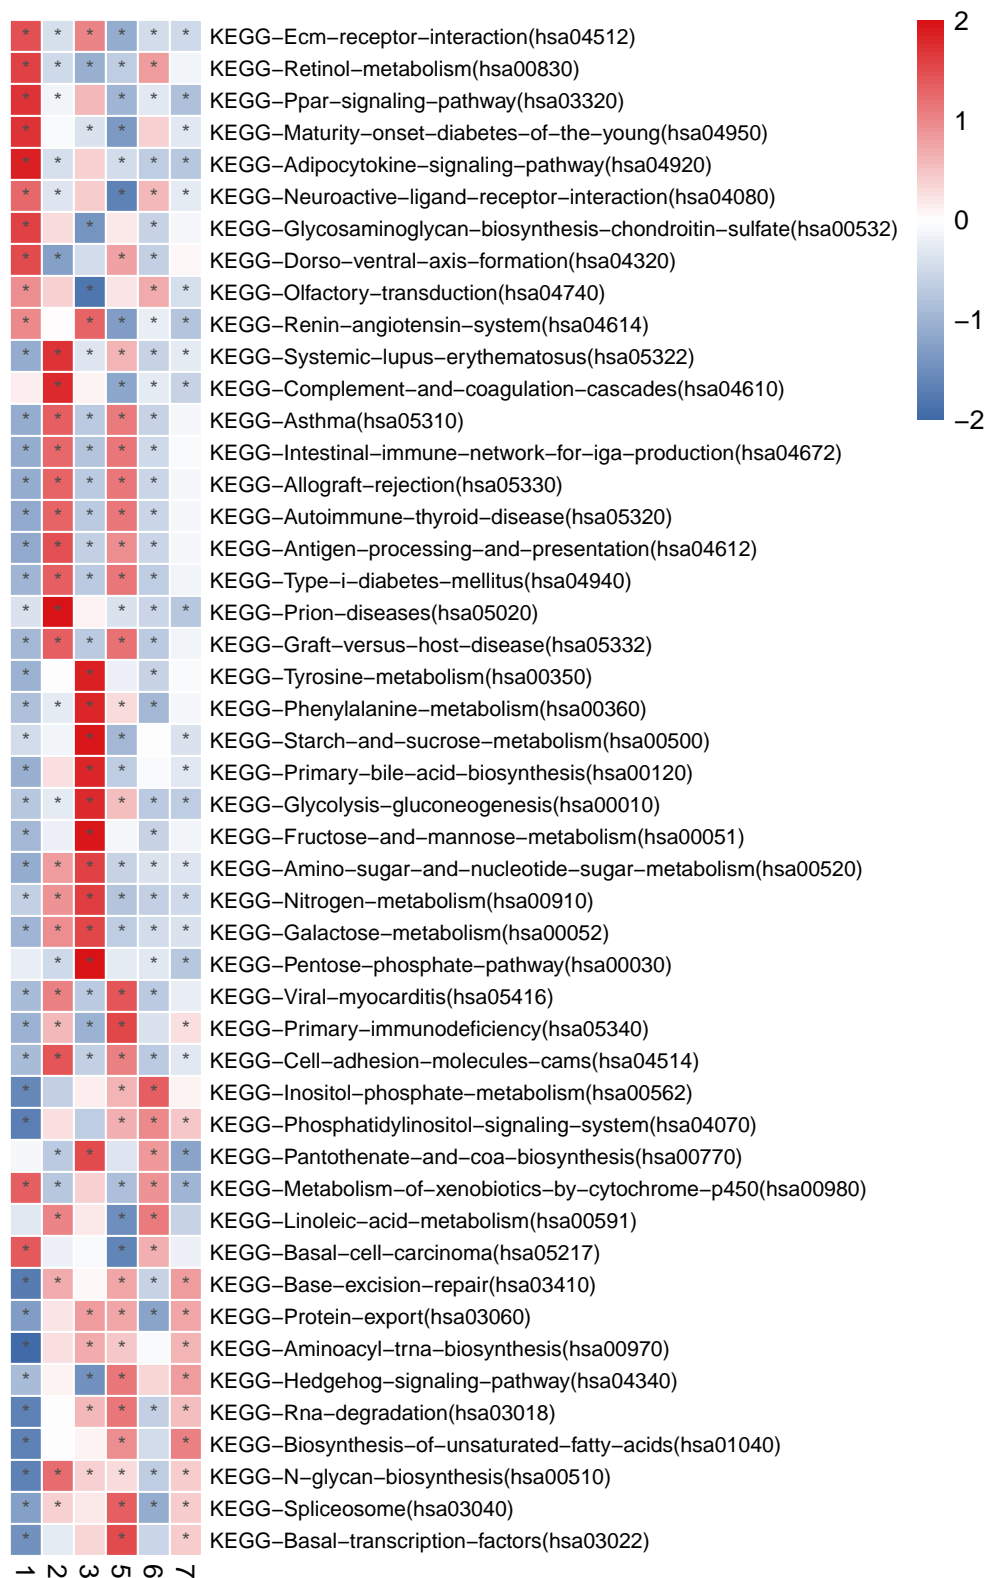 KEGG−Ecm−receptor−interaction(hsa04512)
KEGG−Retinol−metabolism(hsa00830)
KEGG−Ppar−signaling−pathway(hsa03320)
KEGG−Maturity−onset−diabetes−of−the−young(hsa04950)
KEGG−Adipocytokine−signaling−pathway(hsa04920)
KEGG−Neuroactive−ligand−receptor−interaction(hsa04080)
KEGG−Glycosaminoglycan−biosynthesis−chondroitin−sulfate(hsa00532)
KEGG−Dorso−ventral−axis−formation(hsa04320)
KEGG−Olfactory−transduction(hsa04740)
KEGG−Renin−angiotensin−system(hsa04614)
KEGG−Systemic−lupus−erythematosus(hsa05322)
KEGG−Complement−and−coagulation−cascades(hsa04610)
KEGG−Asthma(hsa05310)
KEGG−Intestinal−immune−network−for−iga−production(hsa04672)
KEGG−Allograft−rejection(hsa05330)
KEGG−Autoimmune−thyroid−disease(hsa05320)
KEGG−Antigen−processing−and−presentation(hsa04612)
KEGG−Type−i−diabetes−mellitus(hsa04940)
KEGG−Prion−diseases(hsa05020)
KEGG−Graft−versus−host−disease(hsa05332)
KEGG−Tyrosine−metabolism(hsa00350)
KEGG−Phenylalanine−metabolism(hsa00360)
KEGG−Starch−and−sucrose−metabolism(hsa00500)
KEGG−Primary−bile−acid−biosynthesis(hsa00120)
KEGG−Glycolysis−gluconeogenesis(hsa00010)
KEGG−Fructose−and−mannose−metabolism(hsa00051)
KEGG−Amino−sugar−and−nucleotide−sugar−metabolism(hsa00520)
KEGG−Nitrogen−metabolism(hsa00910)
KEGG−Galactose−metabolism(hsa00052)
KEGG−Pentose−phosphate−pathway(hsa00030)
KEGG−Viral−myocarditis(hsa05416)
KEGG−Primary−immunodeficiency(hsa05340)
KEGG−Cell−adhesion−molecules−cams(hsa04514)
KEGG−Inositol−phosphate−metabolism(hsa00562)
KEGG−Phosphatidylinositol−signaling−system(hsa04070)
KEGG−Pantothenate−and−coa−biosynthesis(hsa00770)
KEGG−Metabolism−of−xenobiotics−by−cytochrome−p450(hsa00980)
KEGG−Linoleic−acid−metabolism(hsa00591)
KEGG−Basal−cell−carcinoma(hsa05217)
KEGG−Base−excision−repair(hsa03410)
KEGG−Protein−export(hsa03060)
KEGG−Aminoacyl−trna−biosynthesis(hsa00970)
KEGG−Hedgehog−signaling−pathway(hsa04340)
KEGG−Rna−degradation(hsa03018)
KEGG−Biosynthesis−of−unsaturated−fatty−acids(hsa01040)
KEGG−N−glycan−biosynthesis(hsa00510)
KEGG−Spliceosome(hsa03040)
KEGG−Basal−transcription−factors(hsa03022)
1 2 3 5 6 7
2
1
0
−1
−2